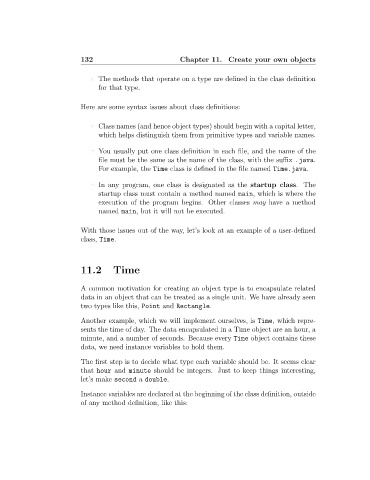 132 Chapter 11. Create your own objects
- The methods that operate on a type are defined in the class definition
for that type.
Here are some syntax issues about class definitions:
- Class names (and hence object types) should begin with a capital letter,
which helps distinguish them from primitive types and variable names.
- You usually put one class definition in each file, and the name of the
file must be the same as the name of the class, with the suffix .java.
For example, the Time class is defined in the file named Time.java.
- In any program, one class is designated as the startup class. The
startup class must contain a method named main, which is where the
execution of the program begins. Other classes may have a method
named main, but it will not be executed.
With those issues out of the way, let's look at an example of a user-defined
class, Time.
11.2 Time
A common motivation for creating an object type is to encapsulate related
data in an object that can be treated as a single unit. We have already seen
two types like this, Point and Rectangle.
Another example, which we will implement ourselves, is Time, which repre-
sents the time of day. The data encapsulated in a Time object are an hour, a
minute, and a number of seconds. Because every Time object contains these
data, we need instance variables to hold them.
The first step is to decide what type each variable should be. It seems clear
that hour and minute should be integers. Just to keep things interesting,
let's make second a double.
Instance variables are declared at the beginning of the class definition, outside
of any method definition, like this: